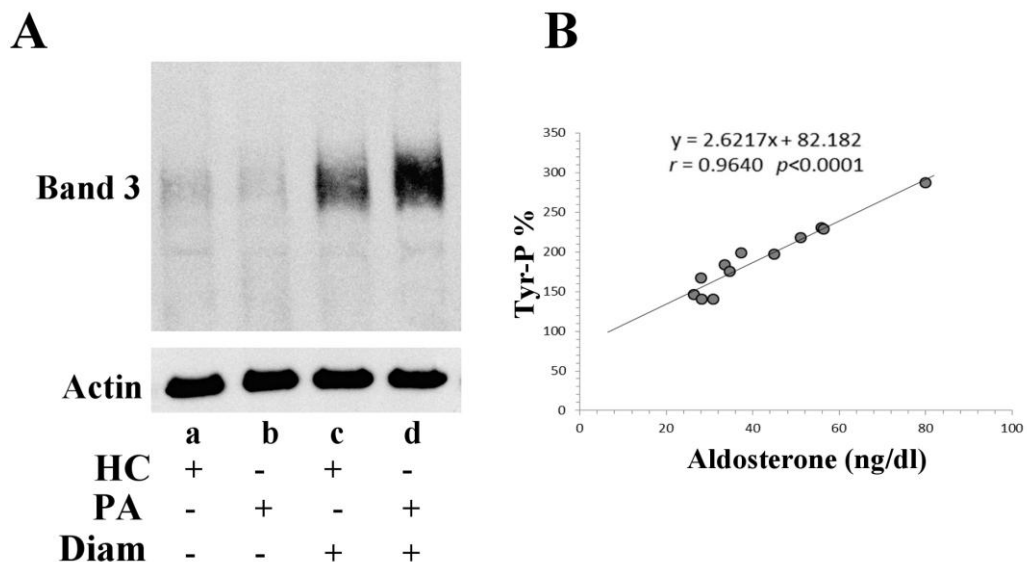 A
Band 3
Actin
a b c d
HC + - + -
PA - + - +
Diam - - + +
B
y = 2.6217x + 82.182
r = 0.9640 p<0.0001
350
300
250
200
150
100
50
0
Tyr-P %
0 20 40 60 80 100
Aldosterone (ng/dl)